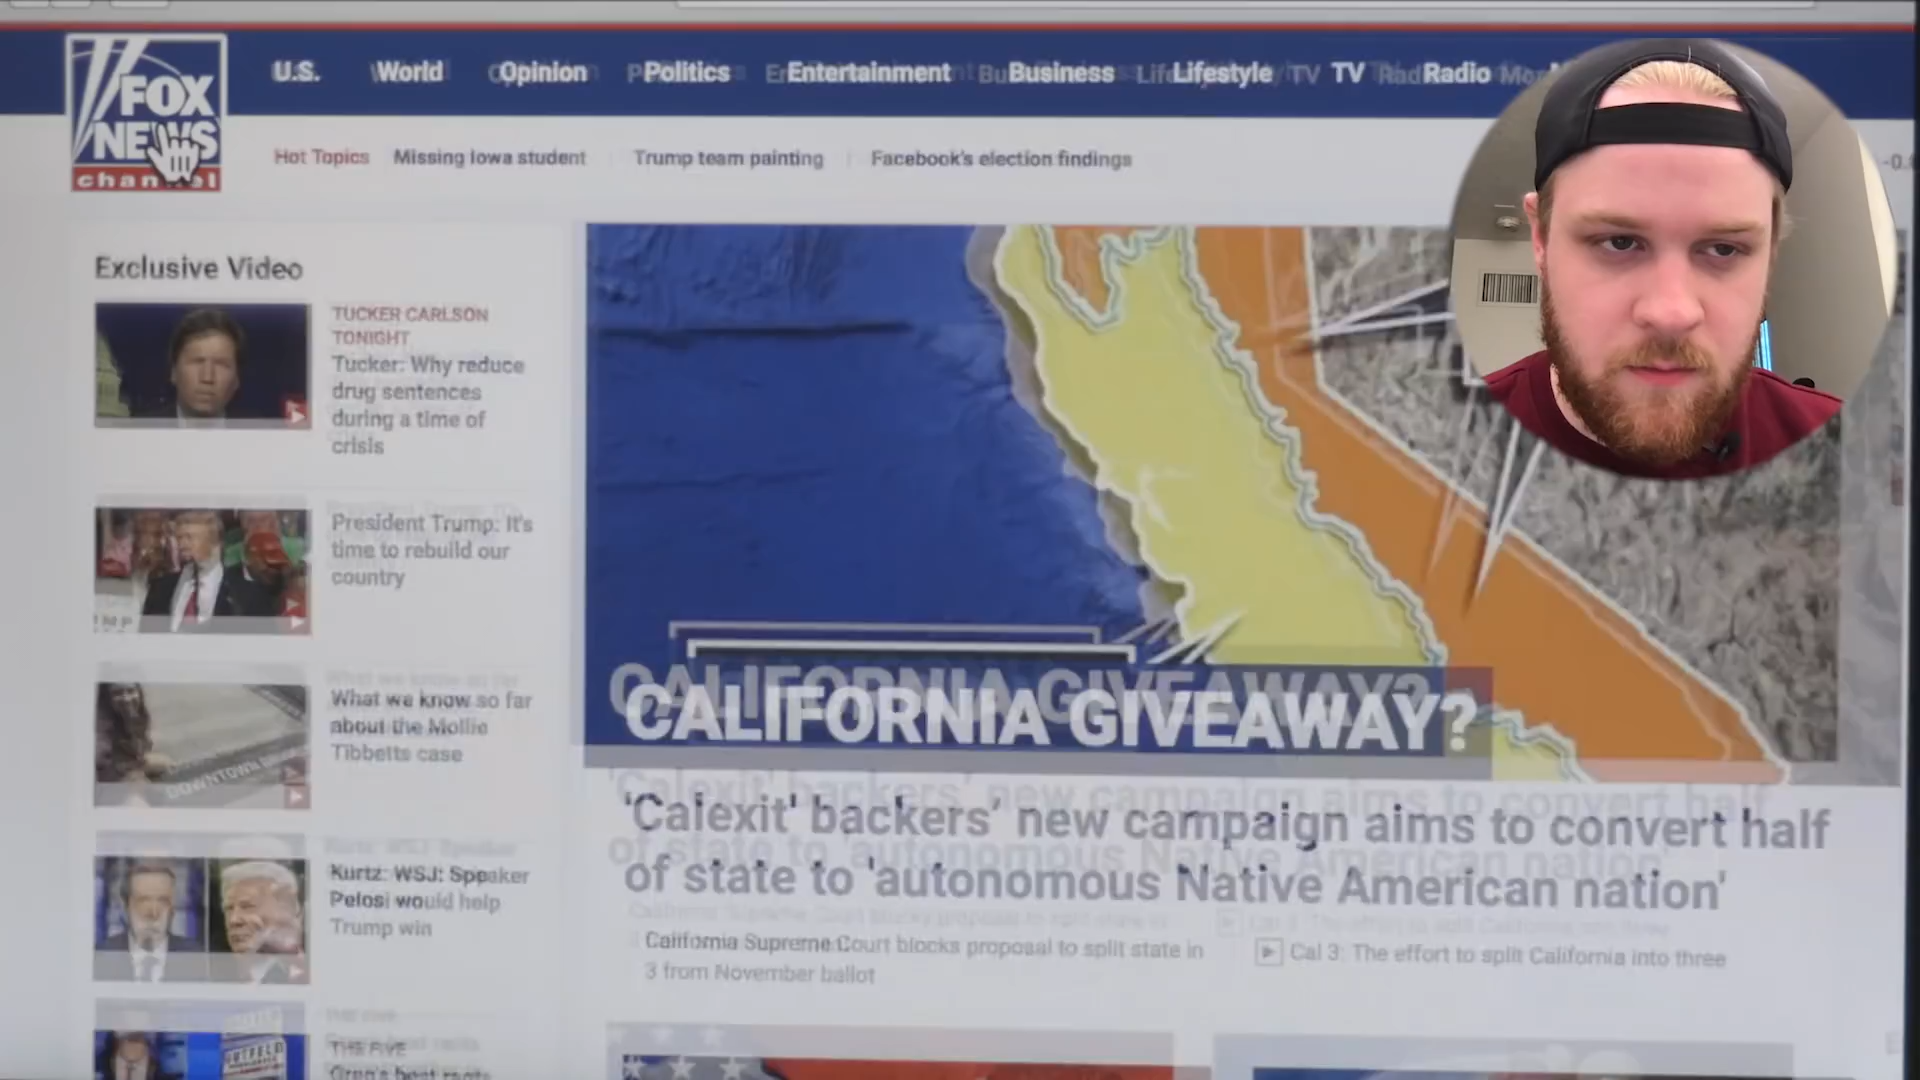 U.S. World Opinion Politics Entertainment Business Lifestyle TV Radio
FOX
NEWS
channel
Hot Topics Missing Iowa student Trump team painting Facebook's election findings
Exclusive Video
TUCKER CARLSON
TONIGHT
Tucker: Why reduce
drug sentences
during a time of
crisis
President Trump: It's
time to rebuild our
country
What we know so far
about the Mollie
Tibbetts case
DOWNTOWN
Kurtz: WSJ: Speaker
Pelosi would help
Trump win
THE FIVE
CALIFORNIA GIVEAWAY?
'Calexit' backers' new campaign aims to convert half
of state to 'autonomous Native American nation'
California Supreme Court blocks proposal to split state in
3 from November ballot
Cal 3: The effort to split California into three